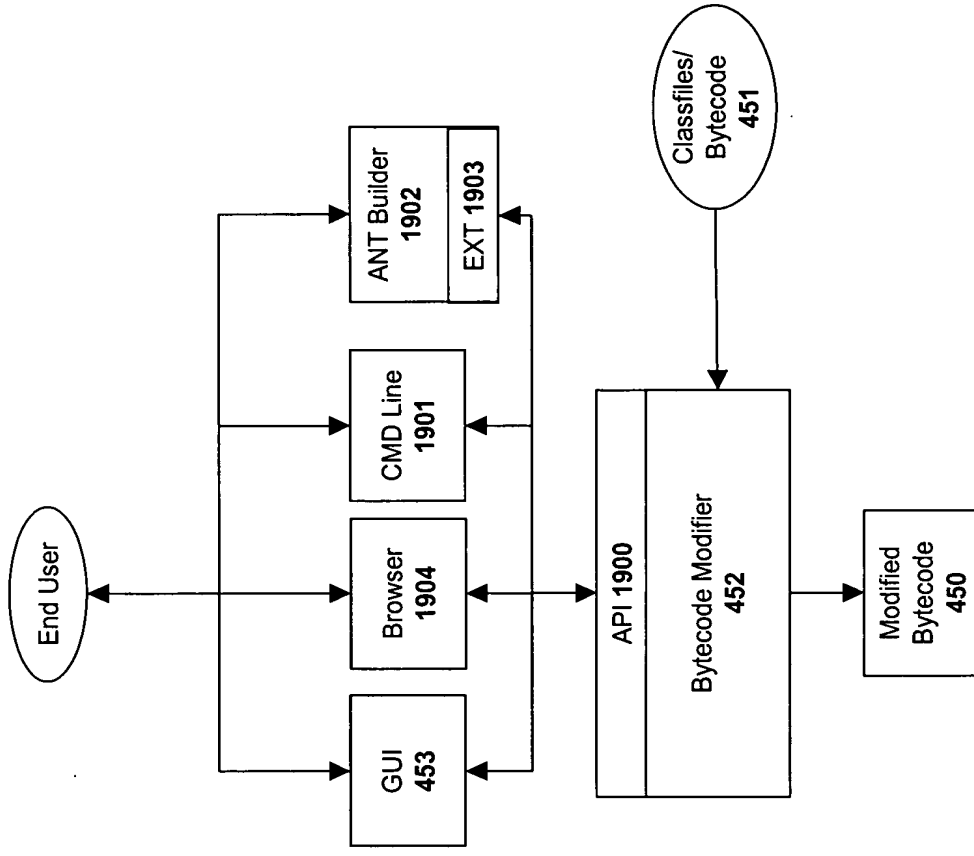 End User
GUI
453
Browser
1904
CMD Line
1901
ANT Builder
1902
EXT 1903
API 1900
Bytecode Modifier
452
Classfiles/
Bytecode
451
Modified
Bytecode
450